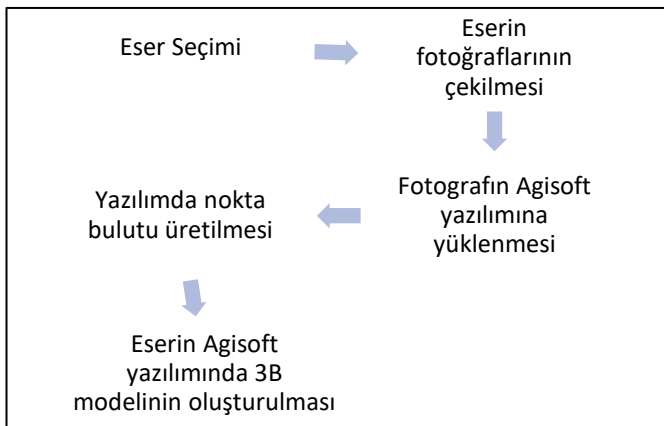 Eser Seçimi
Eserin
fotoğraflarının
çekilmesi
Fotografın Agisoft
yazılımına
yüklenmesi
Yazılımda nokta
bulutu üretilmesi
Eserin Agisoft
yazılımında 3B
modelinin oluşturulması